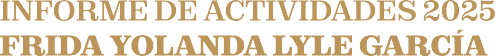 INFORME DE ACTIVIDADES 2025
FRIDA YOLANDA LYLE GARCÍA